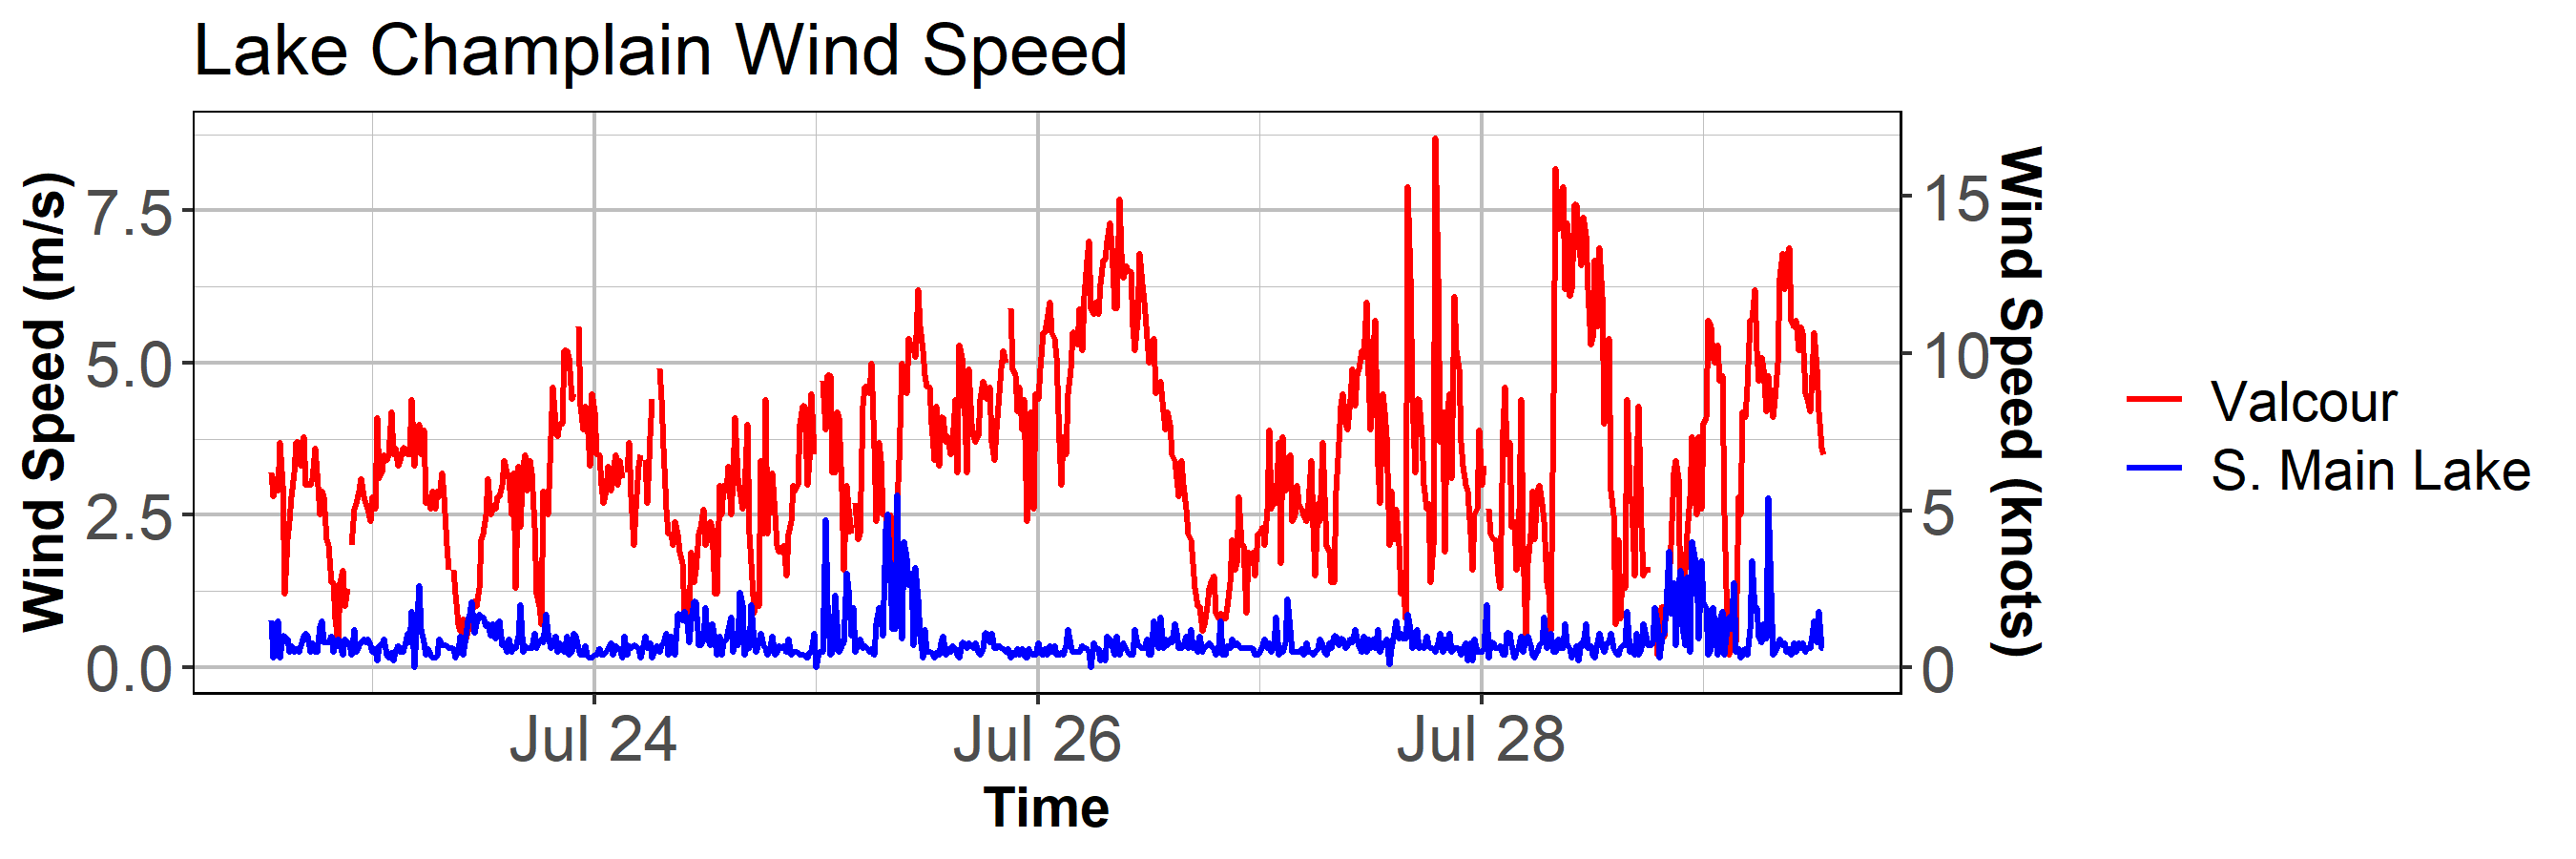 Lake Champlain Wind Speed
Wind Speed (m/s)
7.5
5.0
2.5
0.0
15
10
5
0
Wind Speed (knots)
Jul 24
Jul 26
Jul 28
Time
Valcour
S. Main Lake